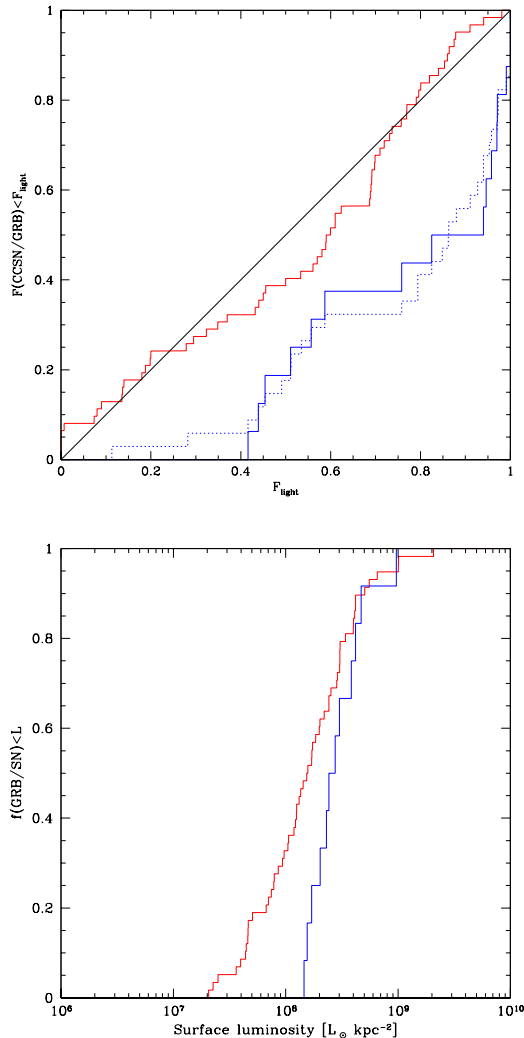 1
0.8
0.6
0.4
0.2
0
F(CCSN/GRB)<F_light
0 0.2 0.4 0.6 0.8 1
F_light
1
0.8
0.6
0.4
0.2
0
f(GRB/SN)<L
10^6 10^7 10^8 10^9 10^10
Surface luminosity [L_⊙ kpc^-2]